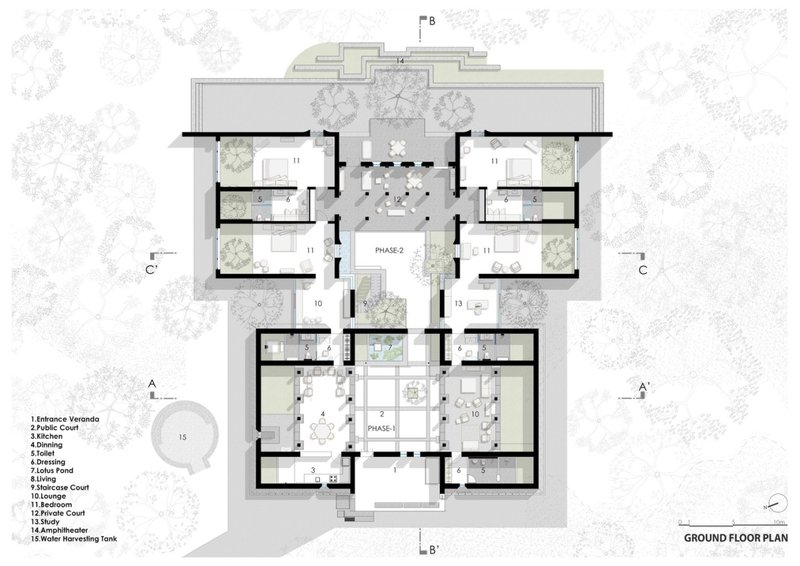 B
14
11
11
5
6
12
6
5
PHASE-2
11
11
C'
C
10
9
13
5
6
7
6
5
A
A'
4
2
10
PHASE-1
15
3
1
6
5
1.Entrance Veranda
2.Public Court
3.Kitchen
4.Dinning
5.Toilet
6.Dressing
7.Lotus Pond
8.Living
9.Staircase Court
10.Lounge
11.Bedroom
12.Private Court
13.Study
14.Amphitheater
15.Water Harvesting Tank
0 1 5 10m
GROUND FLOOR PLAN
B'